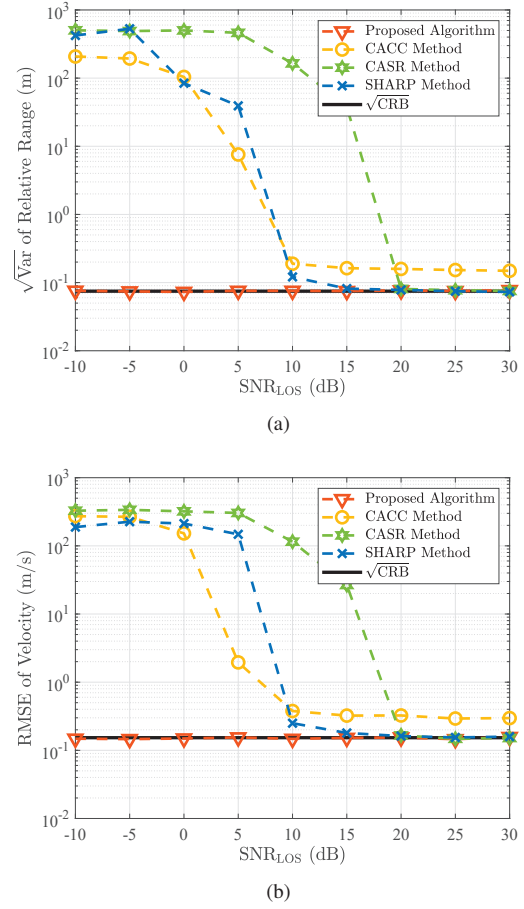 10^3
10^2
10^1
10^0
10^-1
10^-2
√Var of Relative Range (m)
Proposed Algorithm
CACC Method
CASR Method
SHARP Method
√CRB
-10 -5 0 5 10 15 20 25 30
SNR_LOS (dB)
(a)
10^3
10^2
10^1
10^0
10^-1
10^-2
RMSE of Velocity (m/s)
Proposed Algorithm
CACC Method
CASR Method
SHARP Method
√CRB
-10 -5 0 5 10 15 20 25 30
SNR_LOS (dB)
(b)